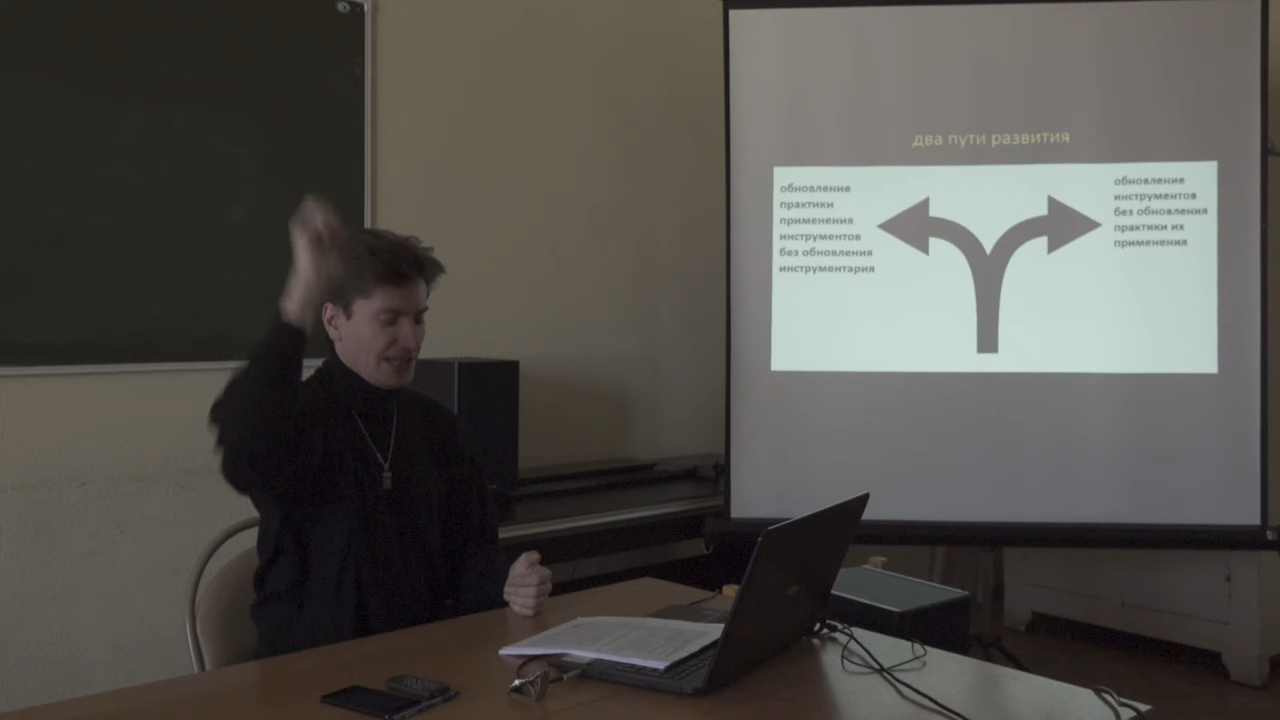 два пути развития
обновление
практики
применения
инструментов
без обновления
инструментария
обновление
инструментов
без обновления
практики их
применения